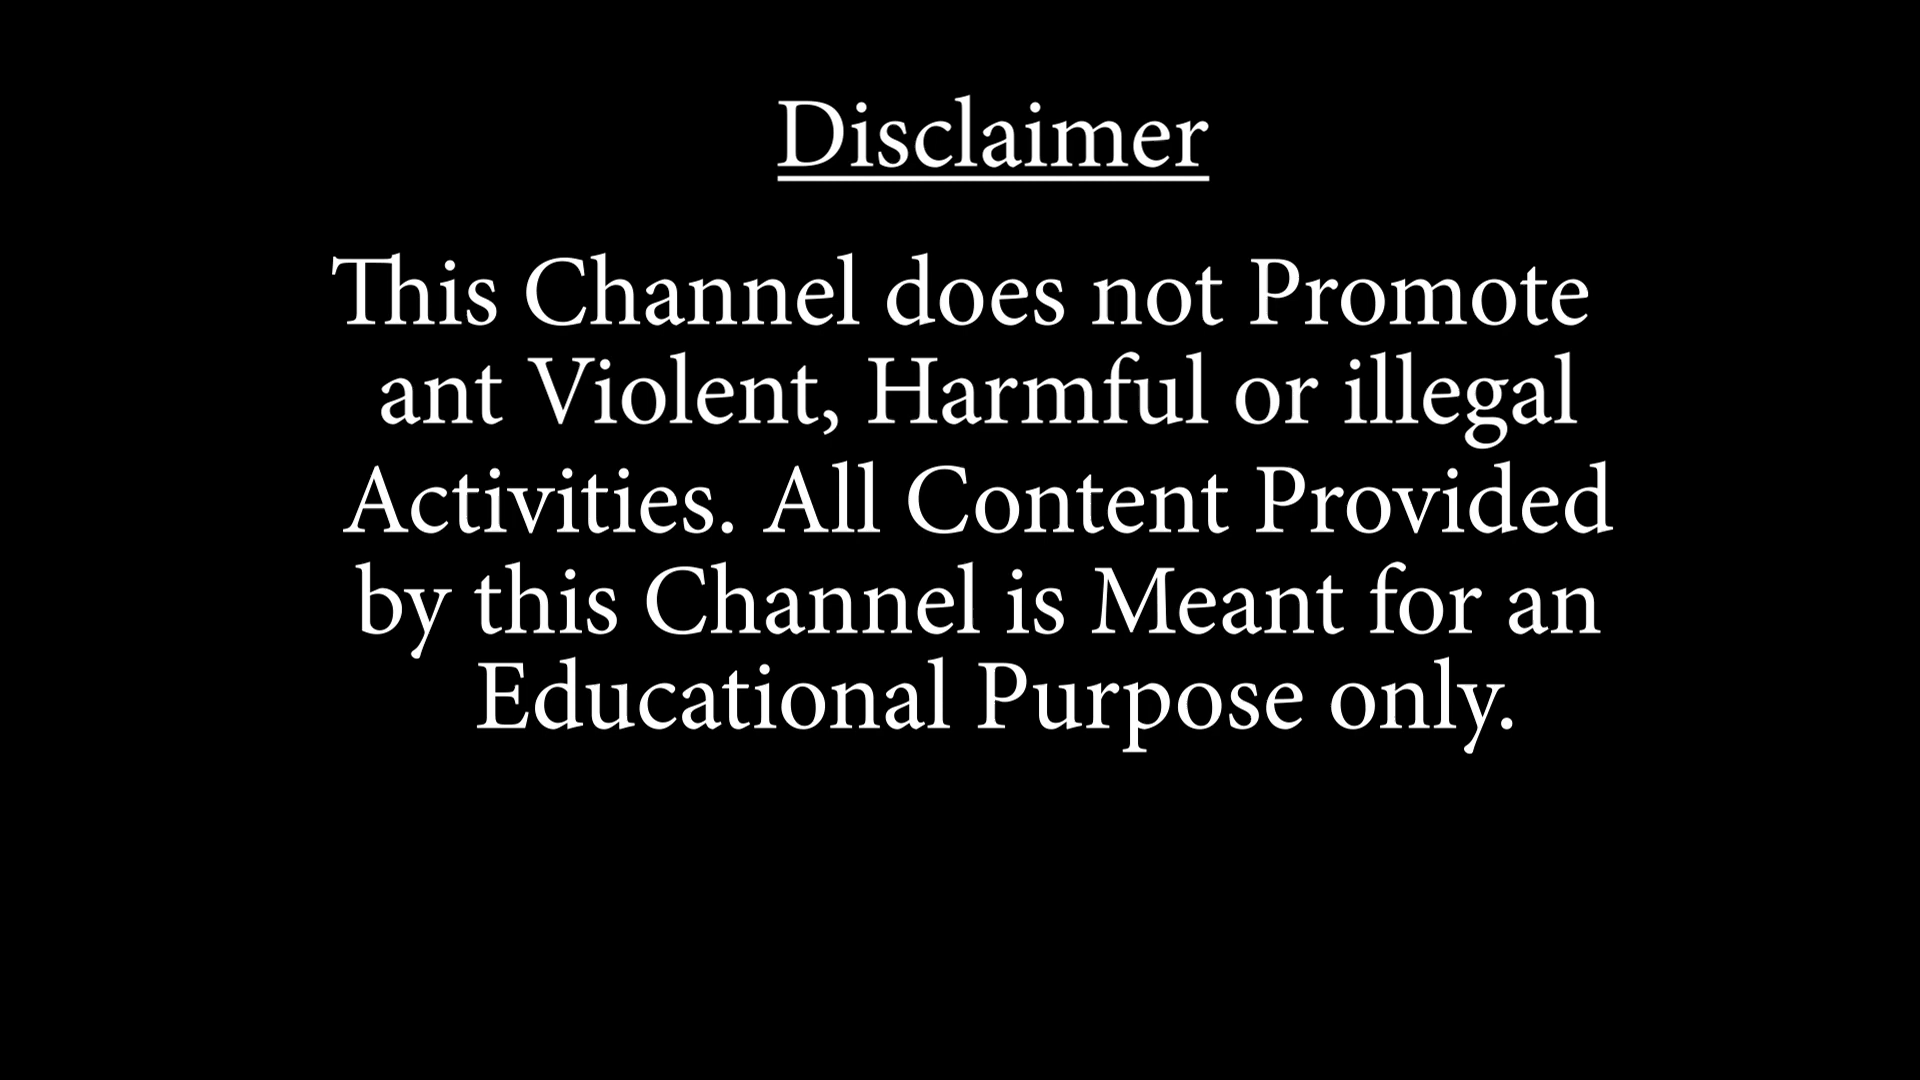 Disclaimer
This Channel does not Promote
ant Violent, Harmful or illegal
Activities. All Content Provided
by this Channel is Meant for an
Educational Purpose only.